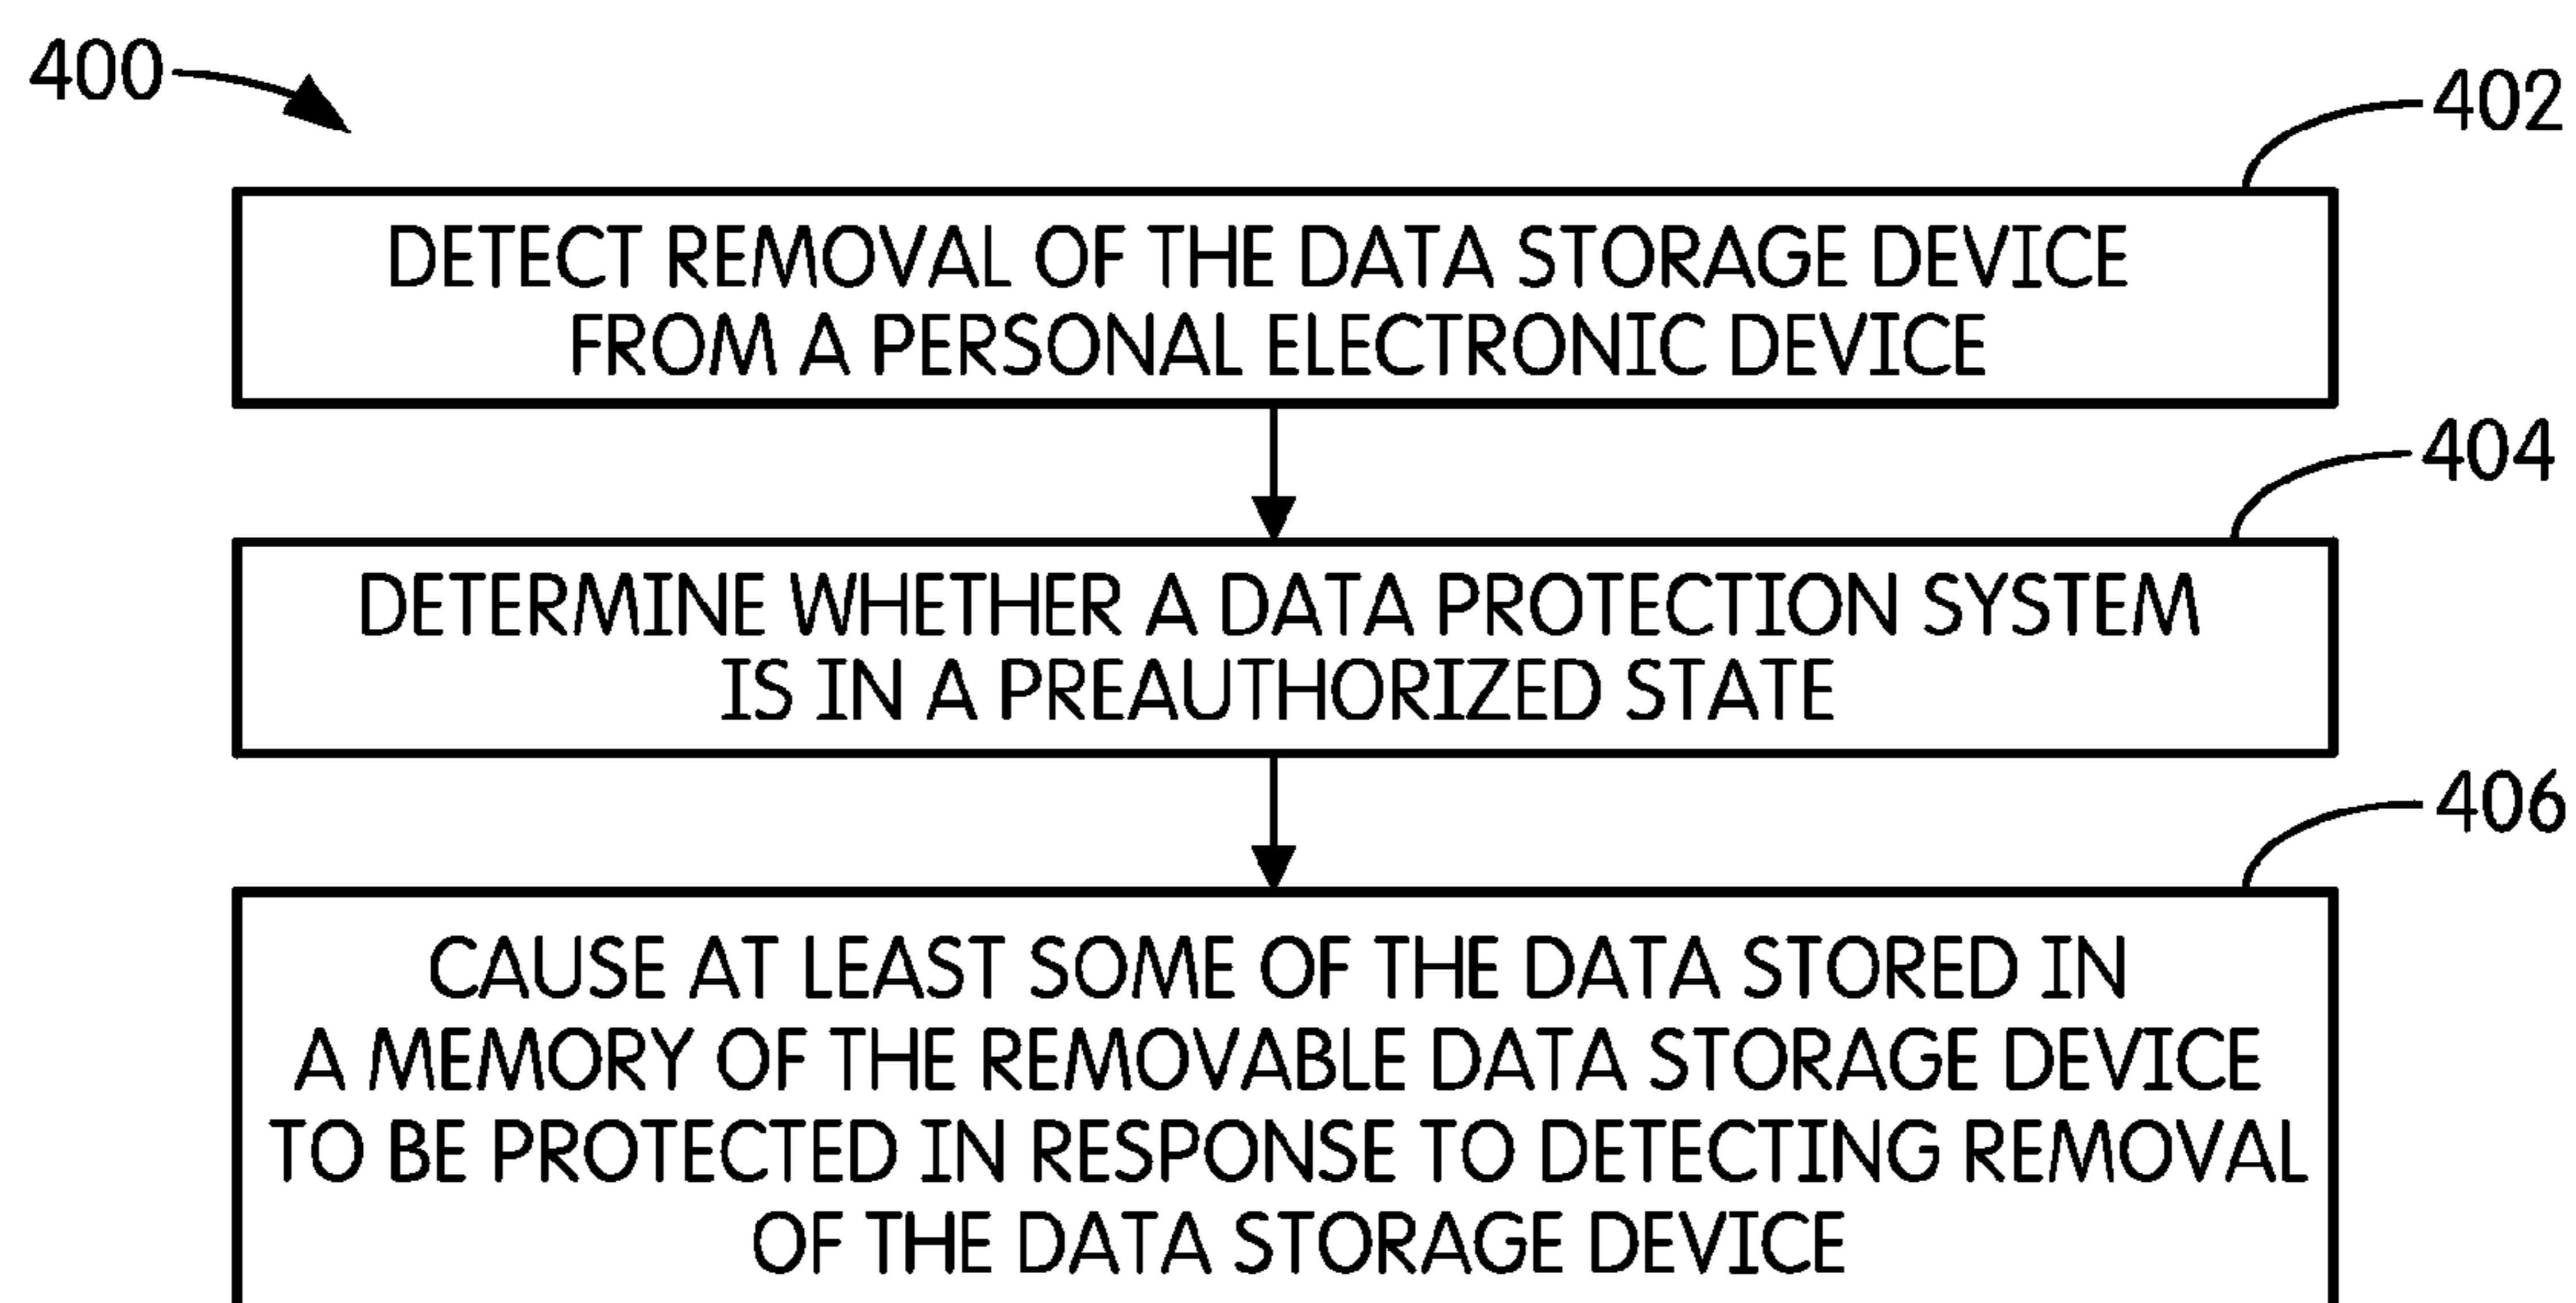 400
402
DETECT REMOVAL OF THE DATA STORAGE DEVICE
FROM A PERSONAL ELECTRONIC DEVICE
404
DETERMINE WHETHER A DATA PROTECTION SYSTEM
IS IN A PREAUTHORIZED STATE
406
CAUSE AT LEAST SOME OF THE DATA STORED IN
A MEMORY OF THE REMOVABLE DATA STORAGE DEVICE
TO BE PROTECTED IN RESPONSE TO DETECTING REMOVAL
OF THE DATA STORAGE DEVICE